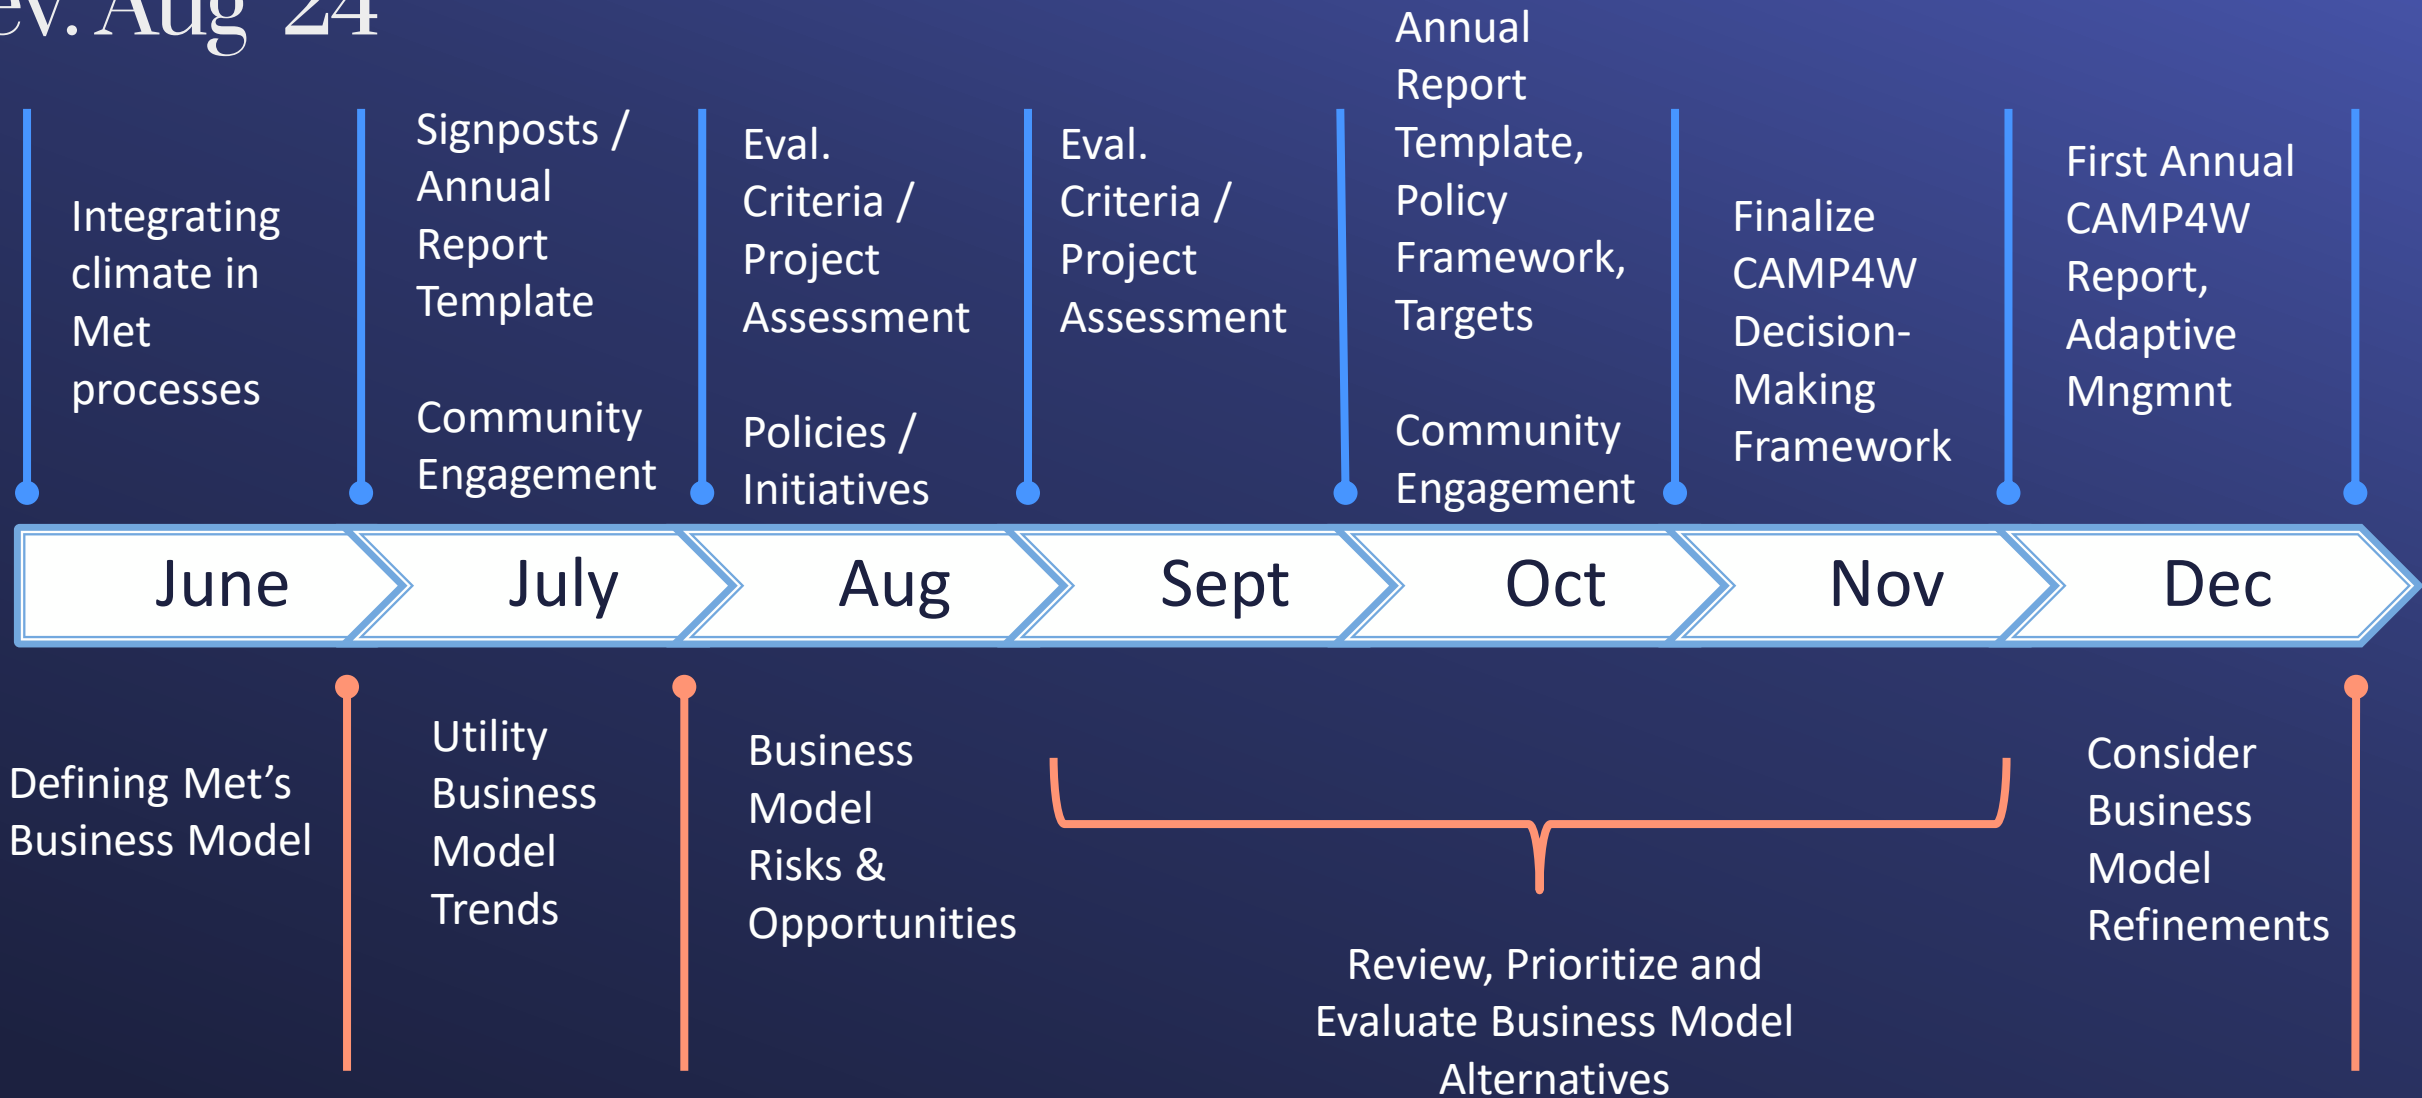 ev. Aug 24
Integrating
climate in
Met
processes
Signposts /
Annual
Report
Template
Community
Engagement
Eval.
Criteria /
Project
Assessment
Policies /
Initiatives
Eval.
Criteria /
Project
Assessment
Annual
Report
Template,
Policy
Framework,
Targets
Community
Engagement
Finalize
CAMP4W
Decision-
Making
Framework
First Annual
CAMP4W
Report,
Adaptive
Mngmnt
June
July
Aug
Sept
Oct
Nov
Dec
Defining Met’s
Business Model
Utility
Business
Model
Trends
Business
Model
Risks &
Opportunities
Review, Prioritize and
Evaluate Business Model
Alternatives
Consider
Business
Model
Refinements